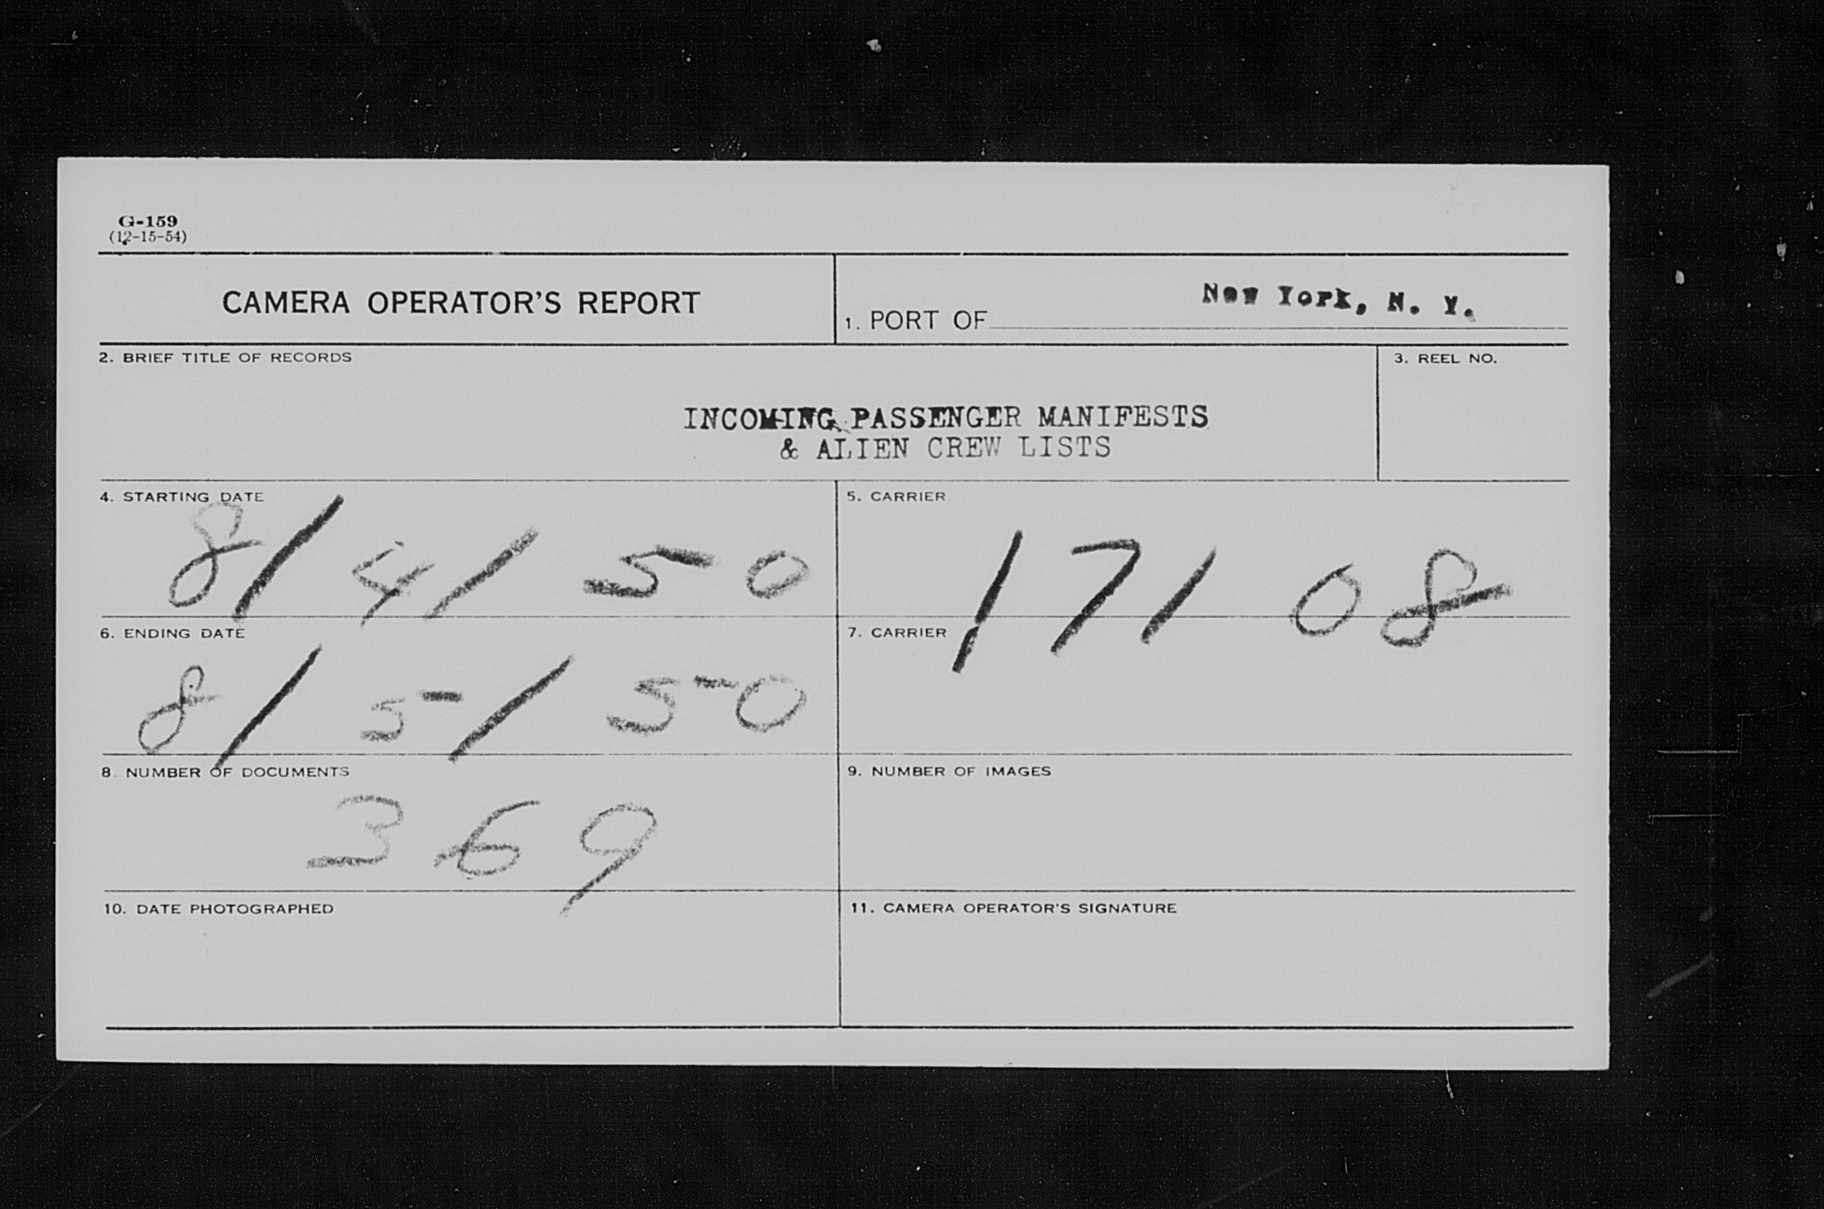 G-159
(12-15-54)
CAMERA OPERATOR'S REPORT
1. PORT OF New York, N. Y.
2. BRIEF TITLE OF RECORDS
3. REEL NO.
INCOMING PASSENGER MANIFESTS
& ALIEN CREW LISTS
4. STARTING DATE
8/4/50
5. CARRIER
17108
6. ENDING DATE
8/5/50
7. CARRIER
8. NUMBER OF DOCUMENTS
369
9. NUMBER OF IMAGES
10. DATE PHOTOGRAPHED
11. CAMERA OPERATOR'S SIGNATURE